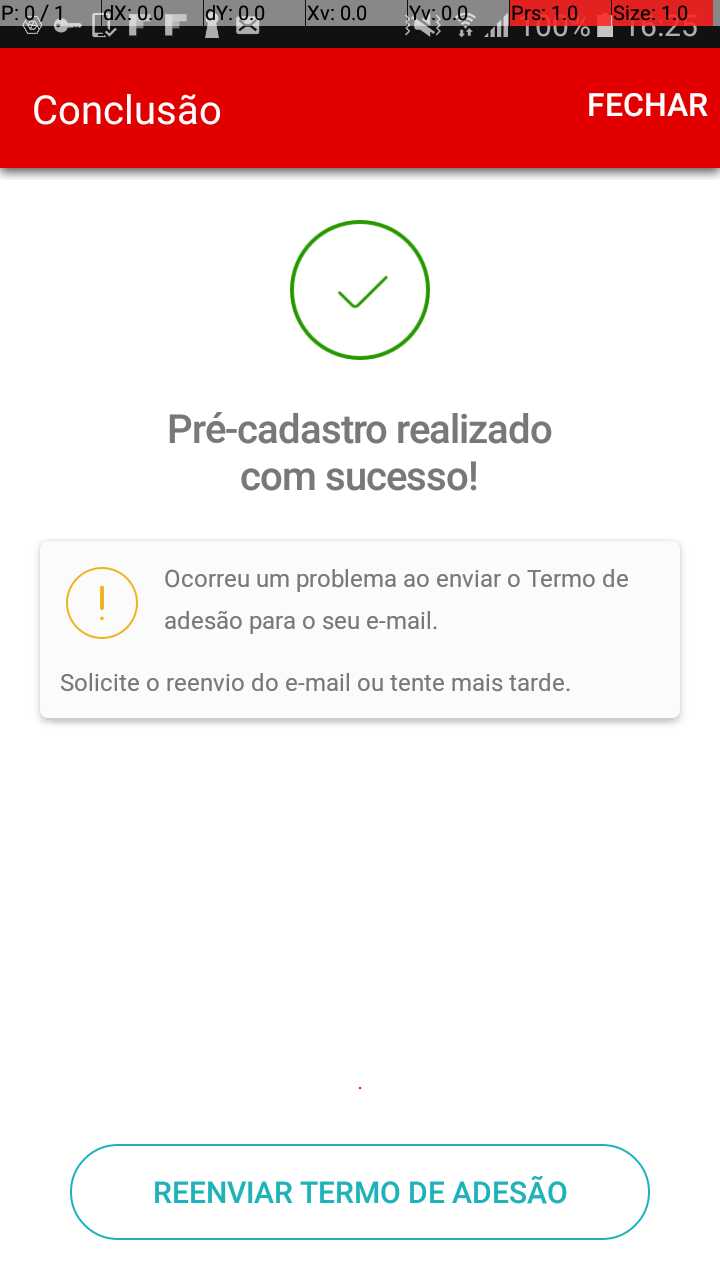 P: 0 / 1 dX: 0.0 dY: 0.0 Xv: 0.0 Yv: 0.0 Prs: 1.0 Size: 1.0
100% 16:25
Conclusão
FECHAR
Pré-cadastro realizado
com sucesso!
Ocorreu um problema ao enviar o Termo de
adesão para o seu e-mail.
Solicite o reenvio do e-mail ou tente mais tarde.
REENVIAR TERMO DE ADESÃO